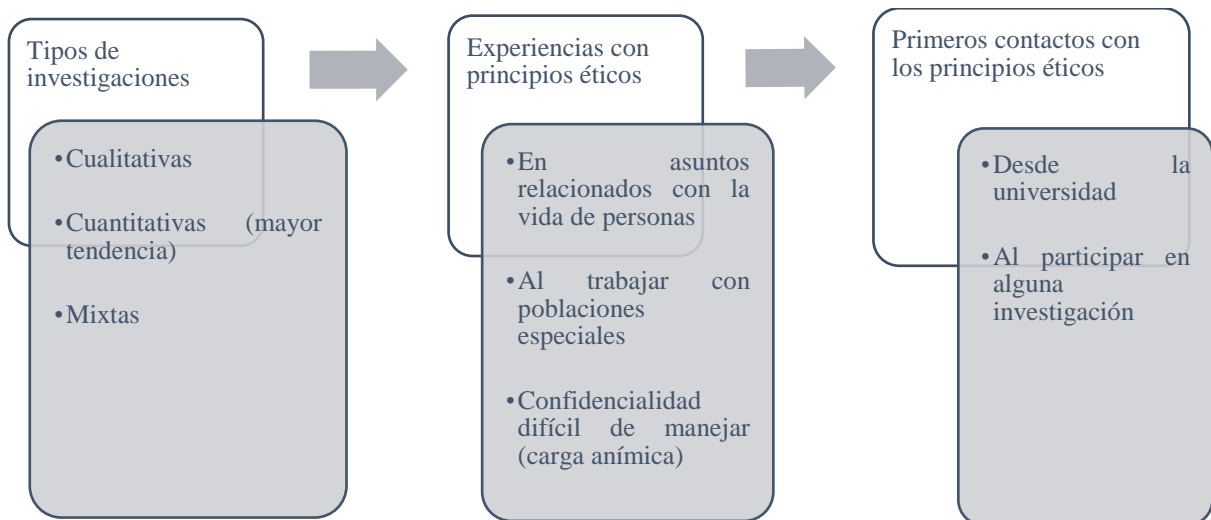 Tipos de
investigaciones
•Cualitativas
•Cuantitativas (mayor
tendencia)
•Mixtas
Experiencias con
principios éticos
•En asuntos
relacionados con la
vida de personas
•Al trabajar con
poblaciones
especiales
•Confidencialidad
difícil de manejar
(carga anímica)
Primeros contactos con
los principios éticos
•Desde la
universidad
•Al participar en
alguna
investigación